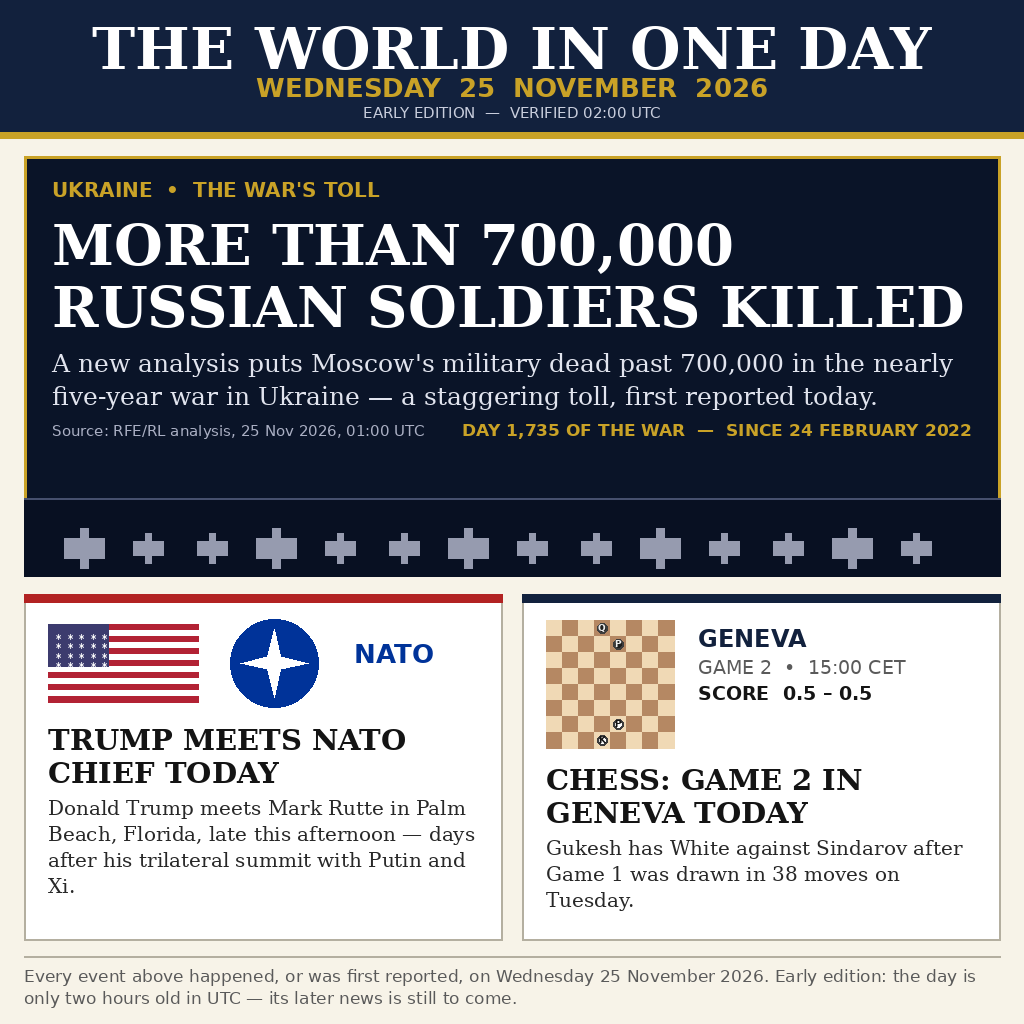 THE WORLD IN ONE DAY
WEDNESDAY 25 NOVEMBER 2026
EARLY EDITION — VERIFIED 02:00 UTC
UKRAINE • THE WAR'S TOLL
MORE THAN 700,000
RUSSIAN SOLDIERS KILLED
A new analysis puts Moscow's military dead past 700,000 in the nearly
five-year war in Ukraine — a staggering toll, first reported today.
Source: RFE/RL analysis, 25 Nov 2026, 01:00 UTC
DAY 1,735 OF THE WAR — SINCE 24 FEBRUARY 2022
NATO
TRUMP MEETS NATO
CHIEF TODAY
Donald Trump meets Mark Rutte in Palm
Beach, Florida, late this afternoon — days
after his trilateral summit with Putin and
Xi.
Q
P
P
K
GENEVA
GAME 2 • 15:00 CET
SCORE 0.5 – 0.5
CHESS: GAME 2 IN
GENEVA TODAY
Gukesh has White against Sindarov after
Game 1 was drawn in 38 moves on
Tuesday.
Every event above happened, or was first reported, on Wednesday 25 November 2026. Early edition: the day is
only two hours old in UTC — its later news is still to come.